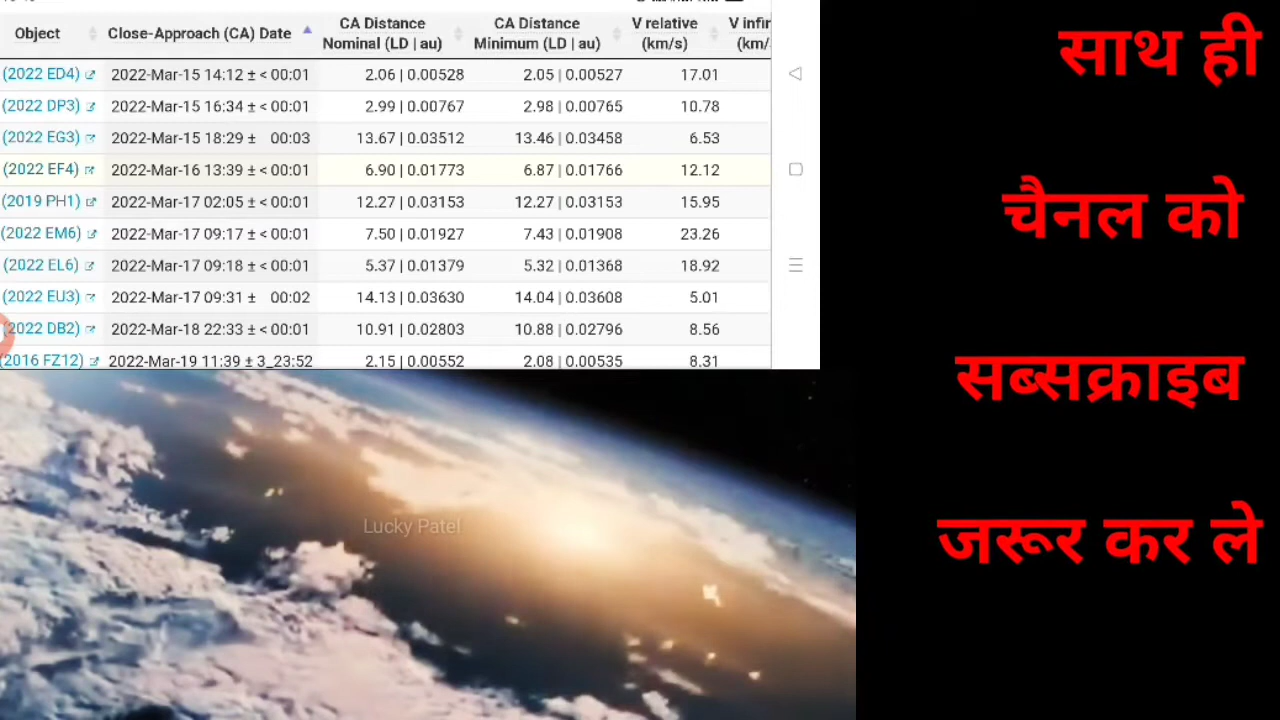 Object Close-Approach (CA) Date CA Distance Nominal (LD | au) CA Distance Minimum (LD | au) V relative (km/s) V infin (km/
(2022 ED4) 2022-Mar-15 14:12 ± < 00:01 2.06 | 0.00528 2.05 | 0.00527 17.01
(2022 DP3) 2022-Mar-15 16:34 ± < 00:01 2.99 | 0.00767 2.98 | 0.00765 10.78
(2022 EG3) 2022-Mar-15 18:29 ± 00:03 13.67 | 0.03512 13.46 | 0.03458 6.53
(2022 EF4) 2022-Mar-16 13:39 ± < 00:01 6.90 | 0.01773 6.87 | 0.01766 12.12
(2019 PH1) 2022-Mar-17 02:05 ± < 00:01 12.27 | 0.03153 12.27 | 0.03153 15.95
(2022 EM6) 2022-Mar-17 09:17 ± < 00:01 7.50 | 0.01927 7.43 | 0.01908 23.26
(2022 EL6) 2022-Mar-17 09:18 ± < 00:01 5.37 | 0.01379 5.32 | 0.01368 18.92
(2022 EU3) 2022-Mar-17 09:31 ± 00:02 14.13 | 0.03630 14.04 | 0.03608 5.01
(2022 DB2) 2022-Mar-18 22:33 ± < 00:01 10.91 | 0.02803 10.88 | 0.02796 8.56
(2016 FZ12) 2022-Mar-19 11:39 ± 3_23:52 2.15 | 0.00552 2.08 | 0.00535 8.31
Lucky Patel
साथ ही
चैनल को
सब्सक्राइब
जरूर कर ले